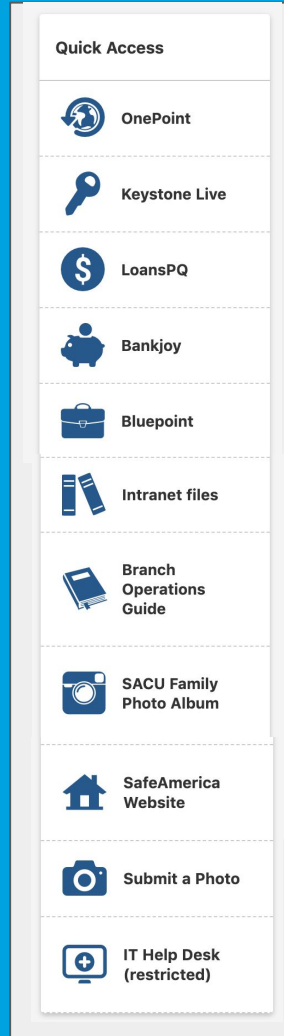 Quick Access
OnePoint
Keystone Live
$
LoansPQ
Bankjoy
Bluepoint
Intranet files
Branch
Operations
Guide
SACU Family
Photo Album
SafeAmerica
Website
Submit a Photo
IT Help Desk
(restricted)